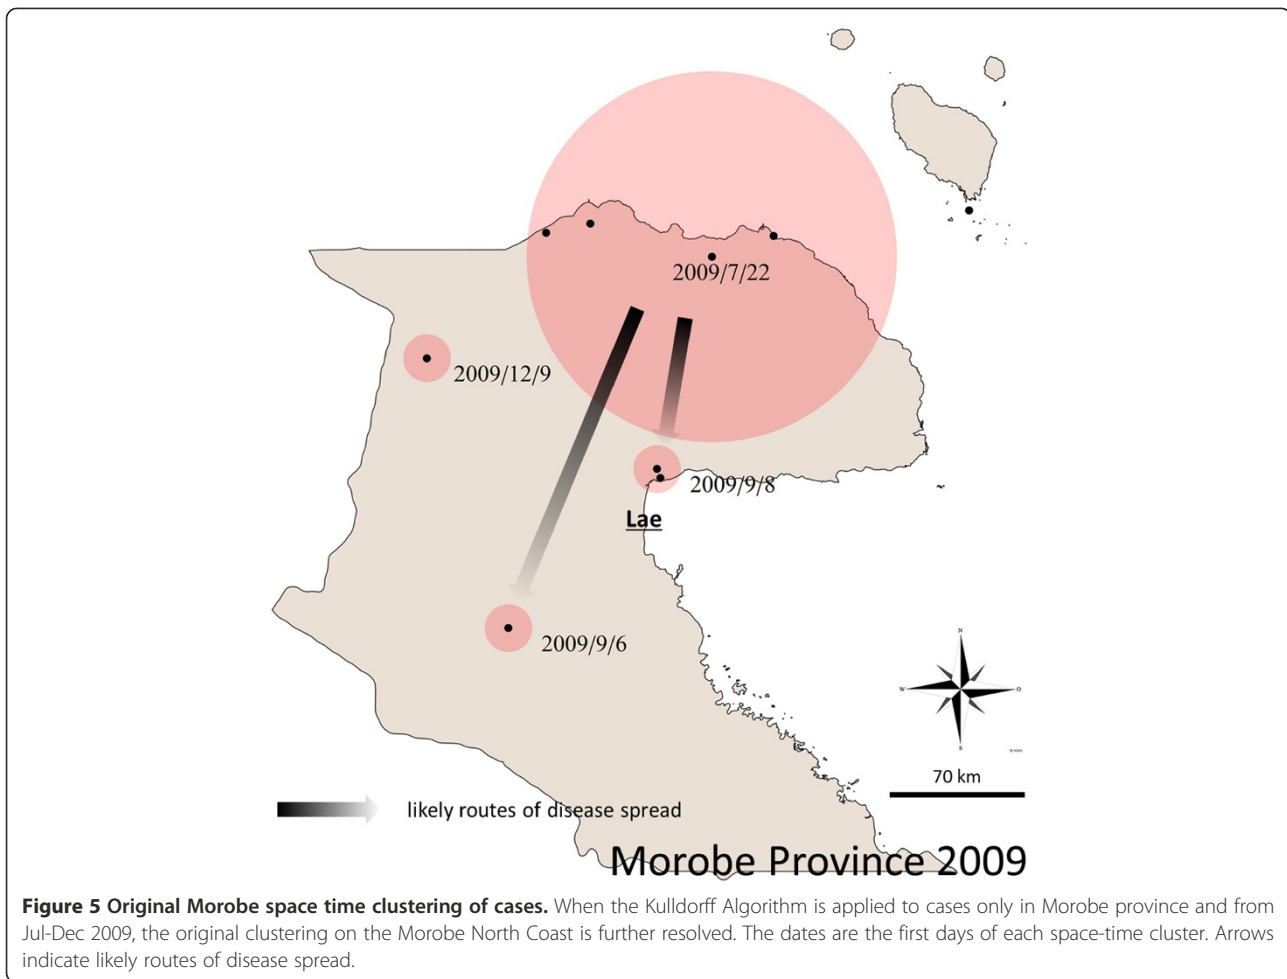 2009/7/22
2009/12/9
2009/9/8
Lae
2009/9/6
N
W
O
S
70 km
likely routes of disease spread
Morobe Province 2009
Figure 5 Original Morobe space time clustering of cases. When the Kulldorff Algorithm is applied to cases only in Morobe province and from
Jul-Dec 2009, the original clustering on the Morobe North Coast is further resolved. The dates are the first days of each space-time cluster. Arrows
indicate likely routes of disease spread.